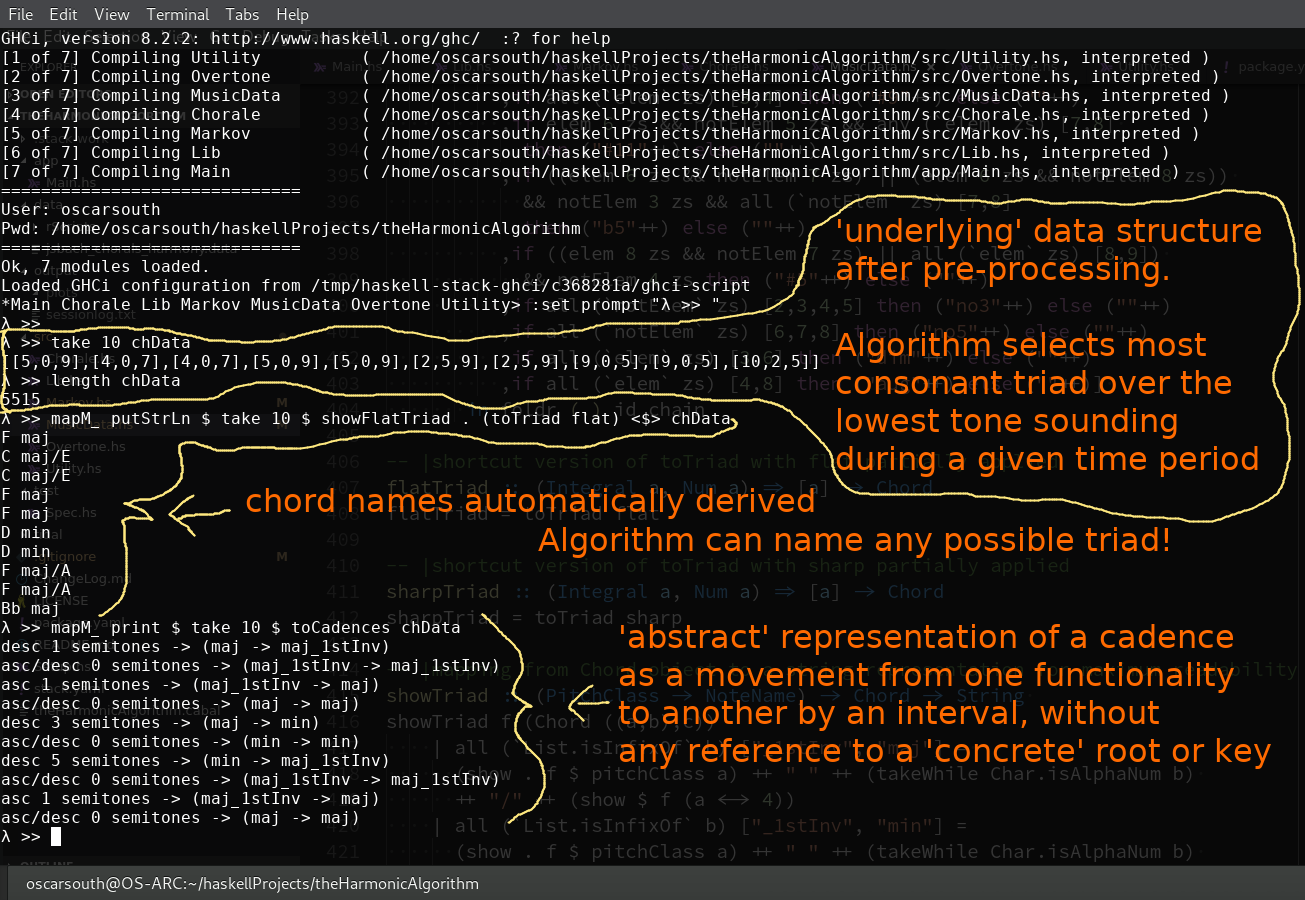 File Edit View Terminal Tabs Help
GHCi, version 8.2.2: http://www.haskell.org/ghc/  :? for help
[1 of 7] Compiling Utility          ( /home/oscarsouth/haskellProjects/theHarmonicAlgorithm/src/Utility.hs, interpreted )
[2 of 7] Compiling Overtone         ( /home/oscarsouth/haskellProjects/theHarmonicAlgorithm/src/Overtone.hs, interpreted )
[3 of 7] Compiling MusicData        ( /home/oscarsouth/haskellProjects/theHarmonicAlgorithm/src/MusicData.hs, interpreted )
[4 of 7] Compiling Chorale          ( /home/oscarsouth/haskellProjects/theHarmonicAlgorithm/src/Chorale.hs, interpreted )
[5 of 7] Compiling Markov           ( /home/oscarsouth/haskellProjects/theHarmonicAlgorithm/src/Markov.hs, interpreted )
[6 of 7] Compiling Lib              ( /home/oscarsouth/haskellProjects/theHarmonicAlgorithm/src/Lib.hs, interpreted )
[7 of 7] Compiling Main             ( /home/oscarsouth/haskellProjects/theHarmonicAlgorithm/app/Main.hs, interpreted )
==============================
User: oscarsouth
Pwd: /home/oscarsouth/haskellProjects/theHarmonicAlgorithm
==============================
Ok, 7 modules loaded.
Loaded GHCi configuration from /tmp/haskell-stack-ghci/d368281a/ghci-script
*Main Chorale Lib Markov MusicData Overtone Utility> :set prompt "λ >> "
λ >>
λ >> take 10 chData
[[5,0,9],[4,0,7],[4,0,7],[5,0,9],[5,0,9],[2,5,9],[2,5,9],[9,0,5],[9,0,5],[10,2,5]]
λ >> length chData
5515
λ >> mapM_ putStrLn $ take 10 $ showFlatTriad . (toTriad flat) <$> chData
F maj
C maj/E
C maj/E
F maj
F maj
D min
D min
F maj/A
F maj/A
Bb maj
λ >> mapM_ print $ take 10 $ toCadences chData
desc 1 semitones -> (maj -> maj_1stInv)
asc/desc 0 semitones -> (maj_1stInv -> maj_1stInv)
asc 1 semitones -> (maj_1stInv -> maj)
asc/desc 0 semitones -> (maj -> maj)
desc 3 semitones -> (maj -> min)
asc/desc 0 semitones -> (min -> min)
desc 5 semitones -> (min -> maj_1stInv)
asc/desc 0 semitones -> (maj_1stInv -> maj_1stInv)
asc 1 semitones -> (maj_1stInv -> maj)
asc/desc 0 semitones -> (maj -> maj)
λ >>
'underlying' data structure
after pre-processing.
Algorithm selects most
consonant triad over the
lowest tone sounding
during a given time period
chord names automatically derived
Algorithm can name any possible triad!
'abstract' representation of a cadence
as a movement from one functionality
to another by an interval, without
any reference to a 'concrete' root or key
oscarsouth@OS-ARC:~/haskellProjects/theHarmonicAlgorithm